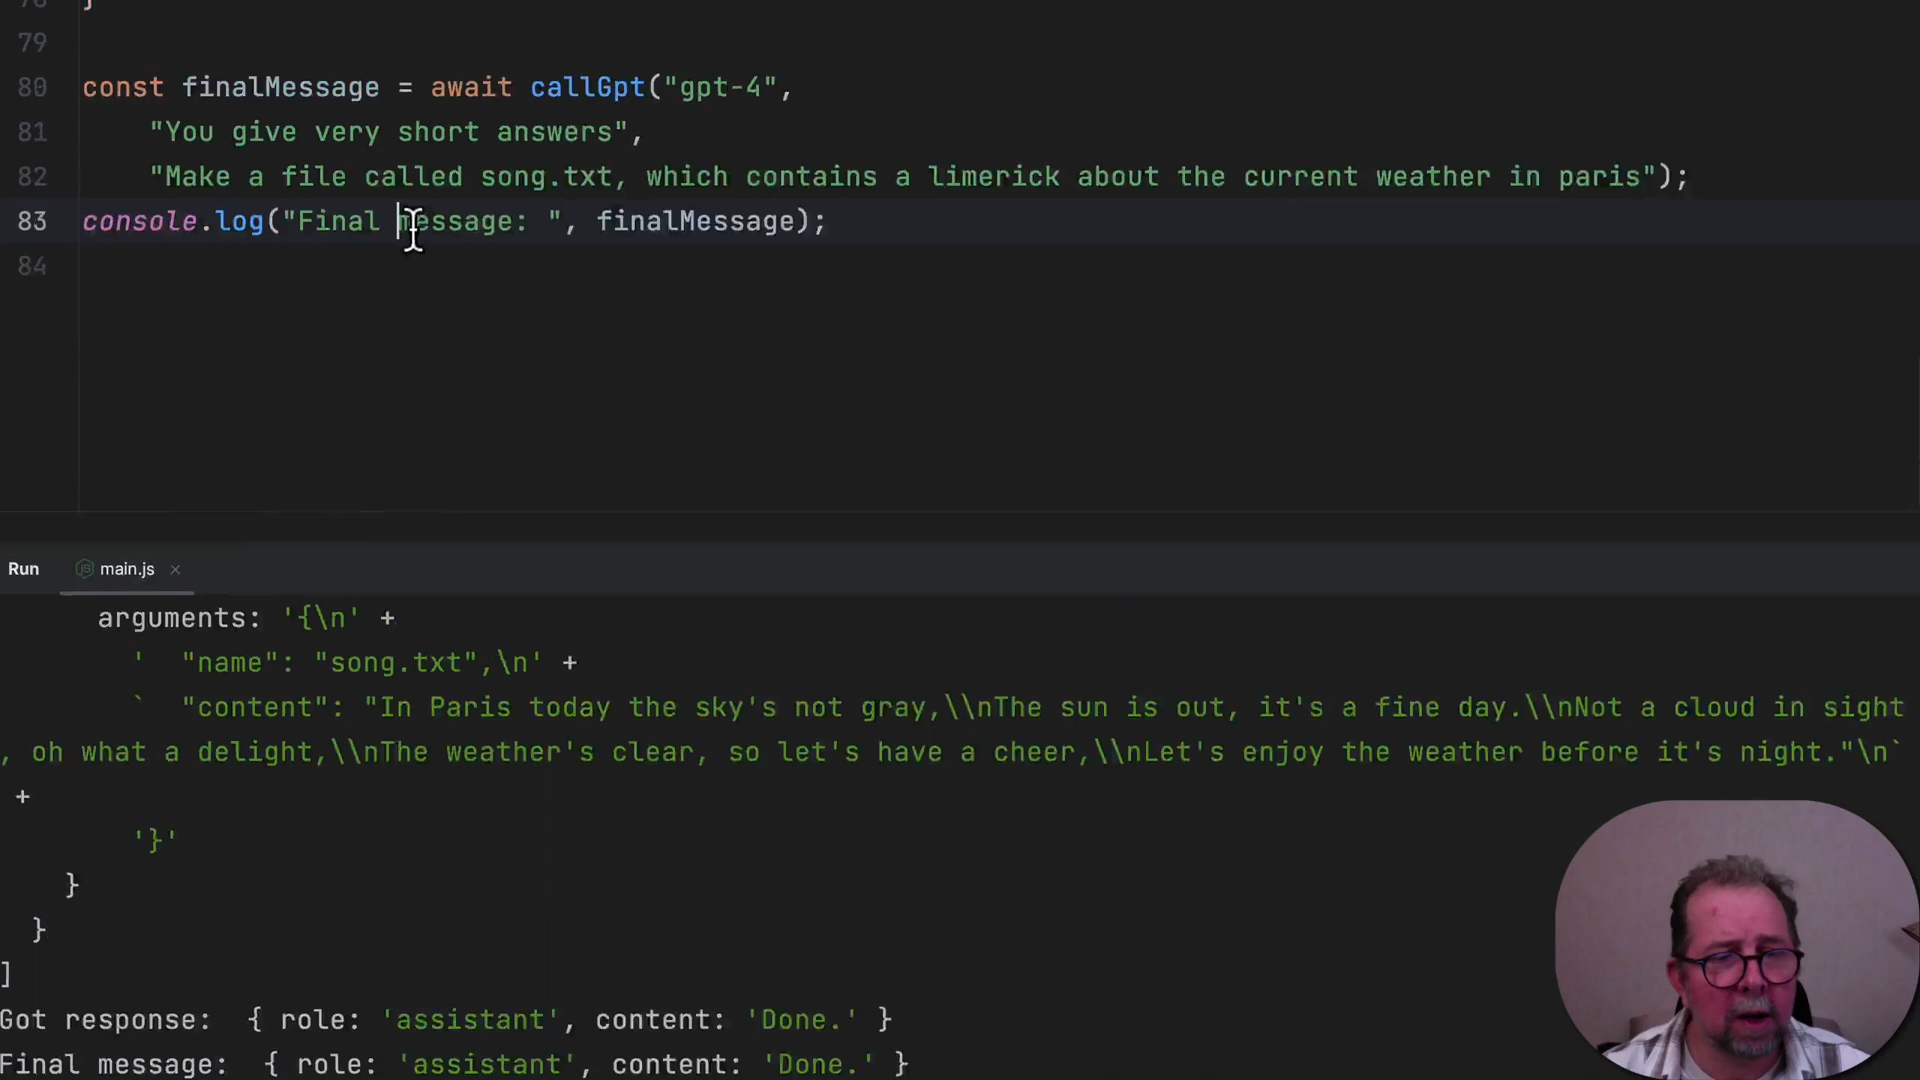 79
80 const finalMessage = await callGpt("gpt-4",
81 "You give very short answers",
82 "Make a file called song.txt, which contains a limerick about the current weather in paris");
83 console.log("Final message: ", finalMessage);
84
Run main.js ×
arguments: '{\n' +
'  "name": "song.txt",\n' +
`  "content": "In Paris today the sky's not gray,\\nThe sun is out, it's a fine day.\\nNot a cloud in sight
, oh what a delight,\\nThe weather's clear, so let's have a cheer,\\nLet's enjoy the weather before it's night."\n`
+
'}'
}
}
]
Got response:  { role: 'assistant', content: 'Done.' }
Final message:  { role: 'assistant', content: 'Done.' }